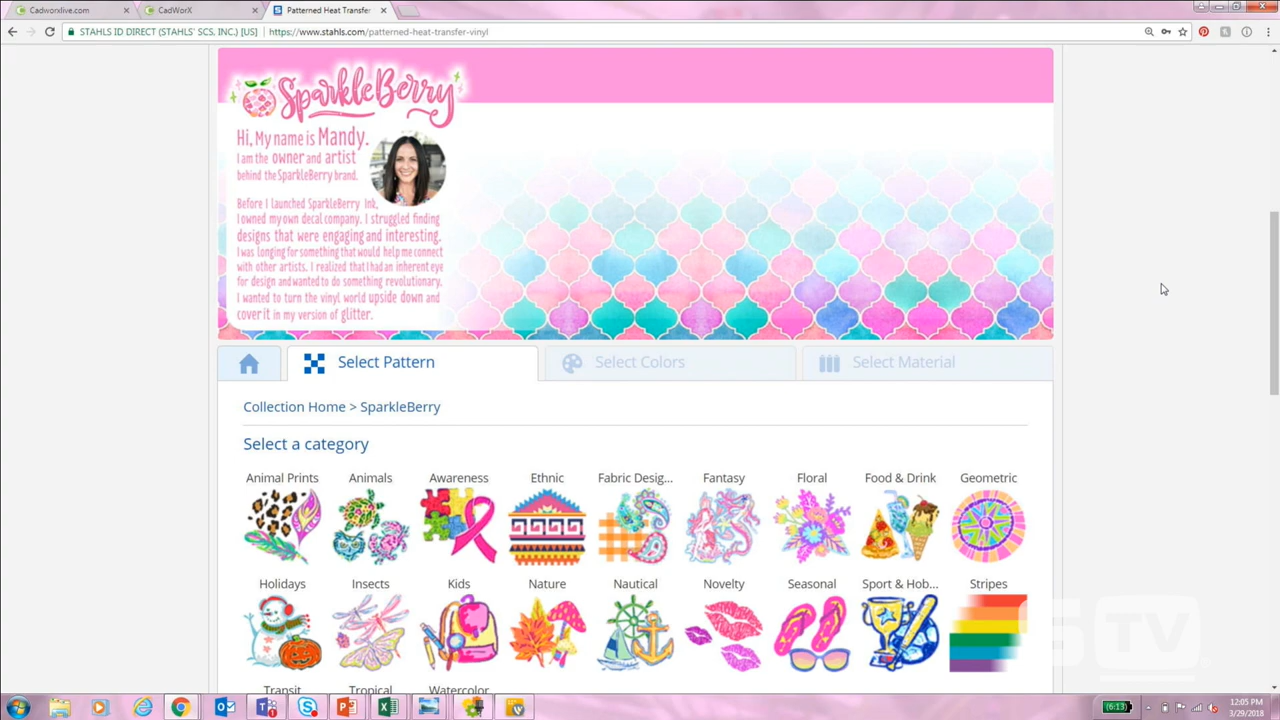 Cadworxlive.com
CadWorX
Patterned Heat Transfer
STAHLS ID DIRECT (STAHLS' SCS, INC.) [US]
https://www.stahls.com/patterned-heat-transfer-vinyl
SparkleBerry
Hi, My name is Mandy.
I am the owner and artist
behind the SparkleBerry brand.
Before I launched SparkleBerry Ink,
I owned my own decal company. I struggled finding
designs that were engaging and interesting.
I was longing for something that would help me connect
with other artists. I realized that I had an inherent eye
for design and wanted to do something revolutionary.
I wanted to turn the vinyl world upside down and
cover it in my version of glitter.
Select Pattern
Select Colors
Select Material
Collection Home > SparkleBerry
Select a category
Animal Prints
Animals
Awareness
Ethnic
Fabric Desig...
Fantasy
Floral
Food & Drink
Geometric
Holidays
Insects
Kids
Nature
Nautical
Novelty
Seasonal
Sport & Hob...
Stripes
Transit
Tropical
Watercolor
STV
(6:13)
12:05 PM
3/29/2018